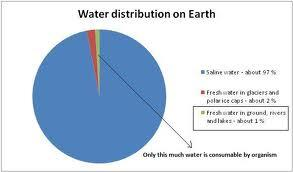 Water distribution on Earth
Saline water - about 97 %
Fresh water in glaciers and
polar ice caps - about 2 %
Fresh water in ground, rivers
and lakes - about 1 %
Only this much water is consumable by organism